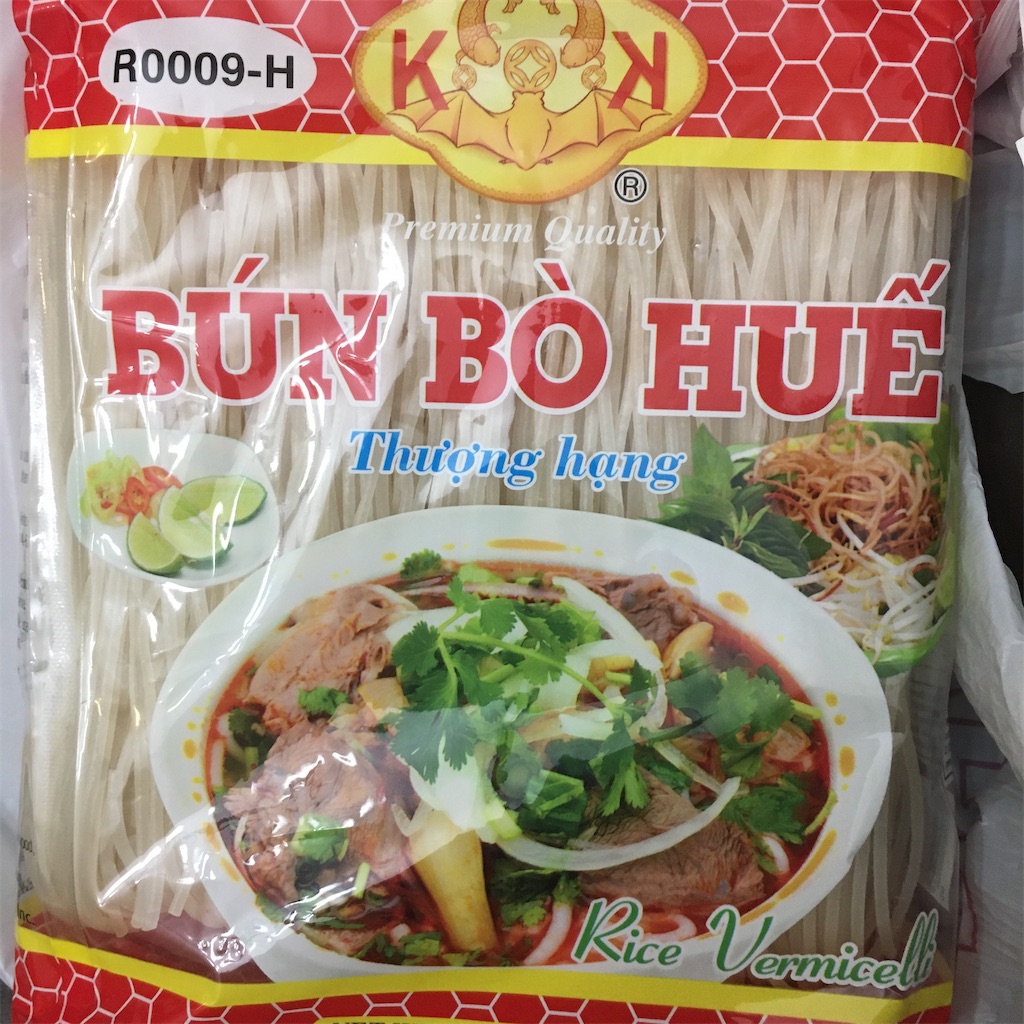 R0009-H
K K
®
Premium Quality
BÚN BÒ HUẾ
Thượng hạng
Rice Vermicelli